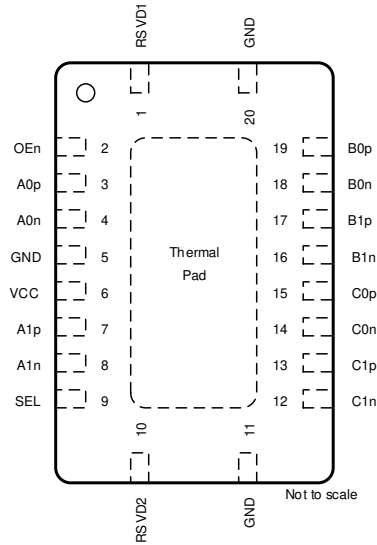 RSVD1
GND
1
20
OEn 2
19 B0p
A0p 3
18 B0n
A0n 4
17 B1p
GND 5
16 B1n
VCC 6
15 C0p
A1p 7
14 C0n
A1n 8
13 C1p
SEL 9
12 C1n
Thermal
Pad
10
11
RSVD2
GND
Not to scale